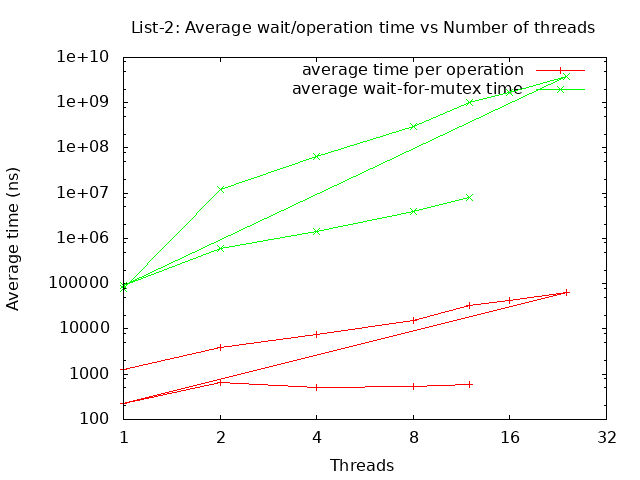 List-2: Average wait/operation time vs Number of threads
1e+10
average time per operation
1e+09
average wait-for-mutex time
1e+08
1e+07
1e+06
100000
10000
1000
100
Average time (ns)
1 2 4 8 16 32
Threads